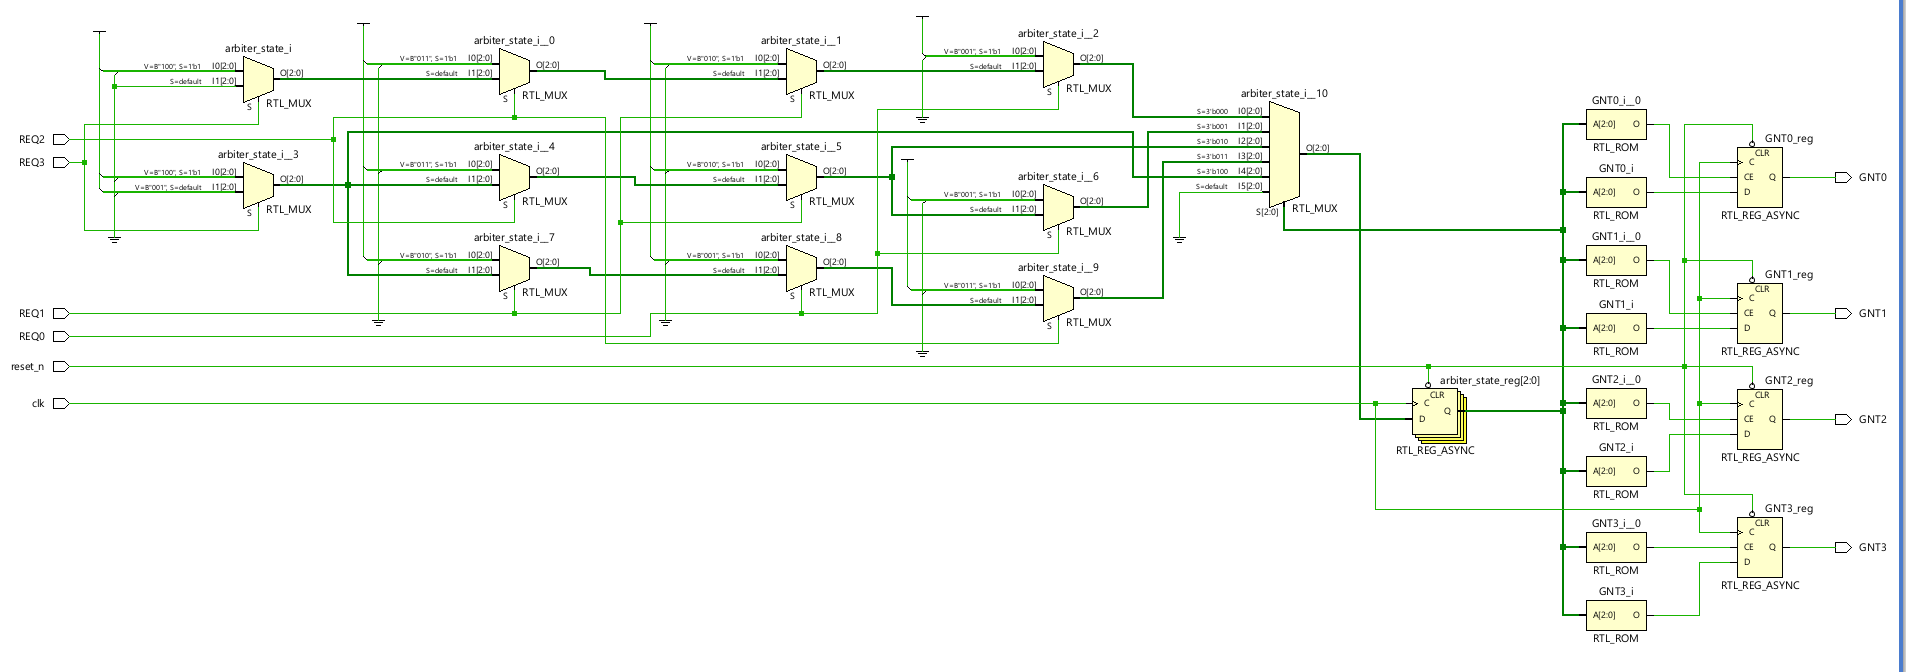 arbiter_state_i
V=B"100", S=1'b1 I0[2:0]
S=default I1[2:0]
O[2:0]
S
RTL_MUX
arbiter_state_i__0
V=B"011", S=1'b1 I0[2:0]
S=default I1[2:0]
O[2:0]
S
RTL_MUX
arbiter_state_i__1
V=B"010", S=1'b1 I0[2:0]
S=default I1[2:0]
O[2:0]
S
RTL_MUX
arbiter_state_i__2
V=B"001", S=1'b1 I0[2:0]
S=default I1[2:0]
O[2:0]
S
RTL_MUX
REQ2
REQ3
arbiter_state_i__3
V=B"100", S=1'b1 I0[2:0]
V=B"001", S=default I1[2:0]
O[2:0]
S
RTL_MUX
arbiter_state_i__4
V=B"011", S=1'b1 I0[2:0]
S=default I1[2:0]
O[2:0]
S
RTL_MUX
arbiter_state_i__5
V=B"010", S=1'b1 I0[2:0]
S=default I1[2:0]
O[2:0]
S
RTL_MUX
arbiter_state_i__6
V=B"001", S=1'b1 I0[2:0]
S=default I1[2:0]
O[2:0]
S
RTL_MUX
arbiter_state_i__7
V=B"010", S=1'b1 I0[2:0]
S=default I1[2:0]
O[2:0]
S
RTL_MUX
arbiter_state_i__8
V=B"001", S=1'b1 I0[2:0]
S=default I1[2:0]
O[2:0]
S
RTL_MUX
arbiter_state_i__9
V=B"011", S=1'b1 I0[2:0]
S=default I1[2:0]
O[2:0]
S
RTL_MUX
arbiter_state_i__10
S=3'b000 I0[2:0]
S=3'b001 I1[2:0]
S=3'b010 I2[2:0]
S=3'b011 I3[2:0]
S=3'b100 I4[2:0]
S=default I5[2:0]
O[2:0]
S[2:0]
RTL_MUX
REQ1
REQ0
reset_n
clk
arbiter_state_reg[2:0]
CLR
C
D
Q
RTL_REG_ASYNC
GNT0_i__0
A[2:0] O
RTL_ROM
GNT0_i
A[2:0] O
RTL_ROM
GNT0_reg
CLR
C
CE Q
D
RTL_REG_ASYNC
GNT0
GNT1_i__0
A[2:0] O
RTL_ROM
GNT1_i
A[2:0] O
RTL_ROM
GNT1_reg
CLR
C
CE Q
D
RTL_REG_ASYNC
GNT1
GNT2_i__0
A[2:0] O
RTL_ROM
GNT2_i
A[2:0] O
RTL_ROM
GNT2_reg
CLR
C
CE Q
D
RTL_REG_ASYNC
GNT2
GNT3_i__0
A[2:0] O
RTL_ROM
GNT3_i
A[2:0] O
RTL_ROM
GNT3_reg
CLR
C
CE Q
D
RTL_REG_ASYNC
GNT3